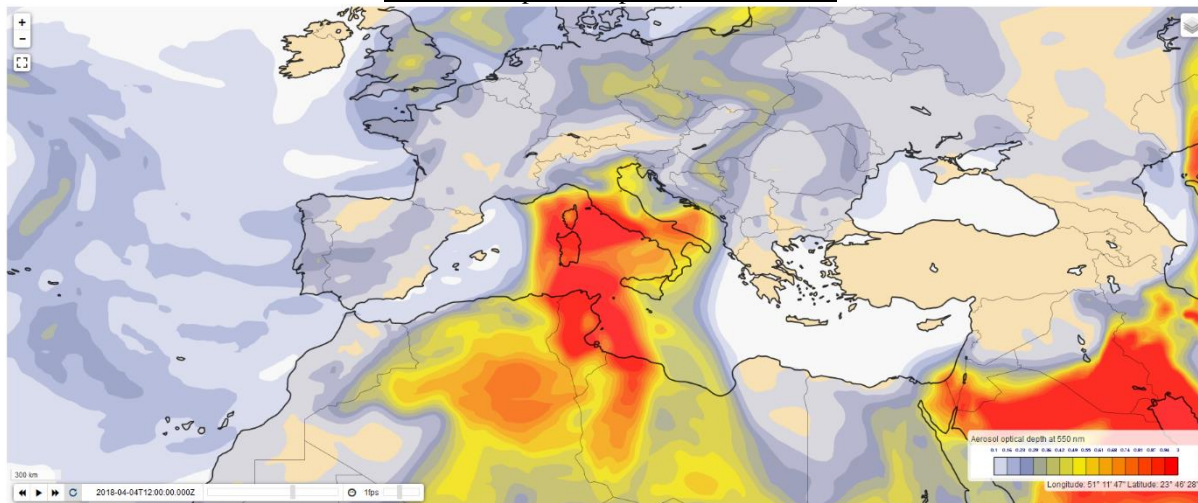 +
−
Aerosol optical depth at 550 nm
0.1 0.16 0.23 0.29 0.36 0.42 0.49 0.55 0.61 0.68 0.74 0.81 0.87 0.94 1
Longitude: 51° 11' 47" Latitude: 23° 46' 28"
300 km
2018-04-04T12:00:00.000Z
1fps